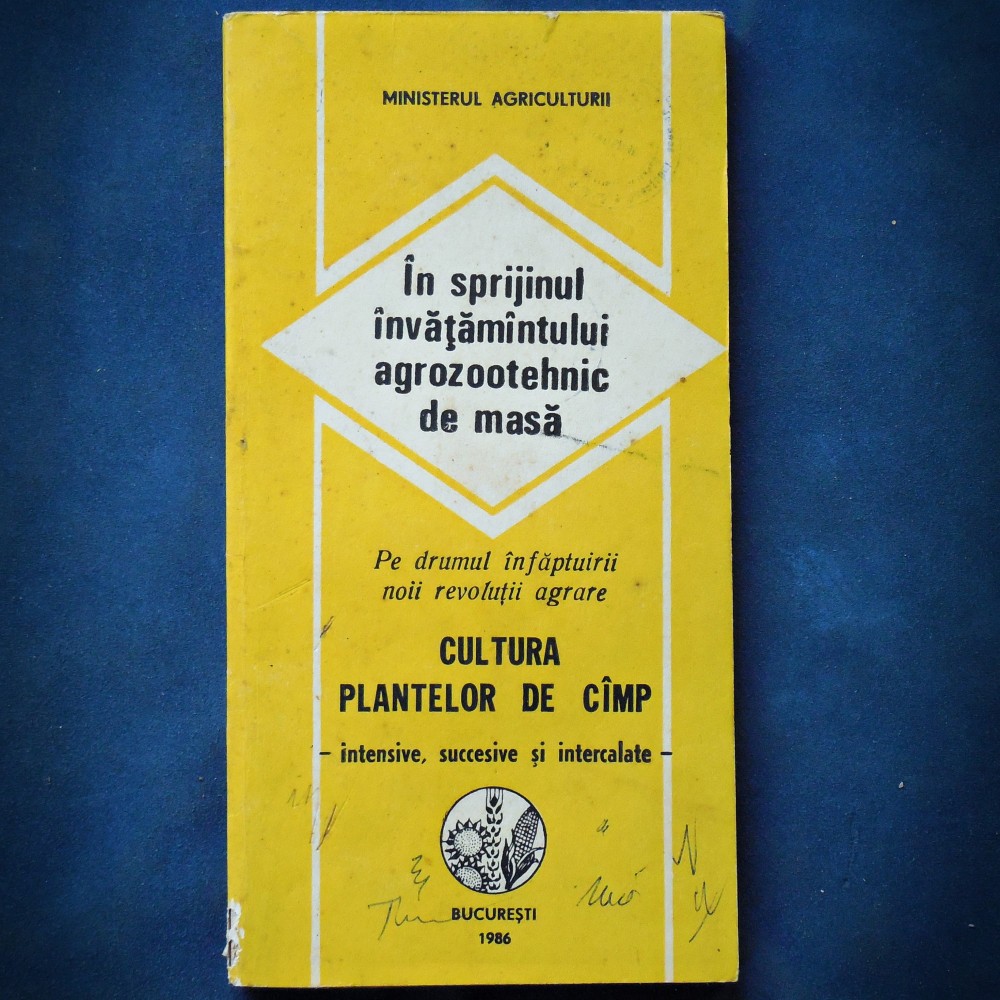 MINISTERUL AGRICULTURII
În sprijinul
învăţămîntului
agrozootehnic
de masă
Pe drumul înfăptuirii
noii revoluţii agrare
CULTURA
PLANTELOR DE CÎMP
- intensive, succesive şi intercalate -
BUCUREŞTI
1986